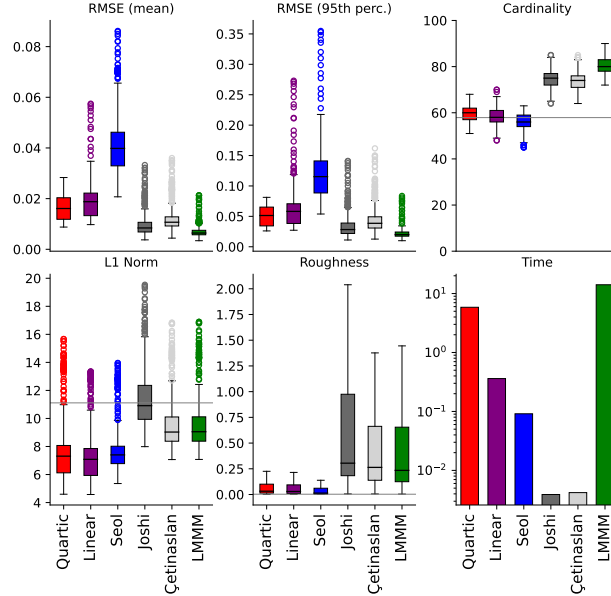 RMSE (mean)
RMSE (95th perc.)
Cardinality
0.08
0.06
0.04
0.02
0.00
0.35
0.30
0.25
0.20
0.15
0.10
0.05
0.00
100
80
60
40
20
0
L1 Norm
Roughness
Time
20
18
16
14
12
10
8
6
4
2.00
1.75
1.50
1.25
1.00
0.75
0.50
0.25
0.00
10¹
10⁰
10⁻¹
10⁻²
Quartic
Linear
Seol
Joshi
Çetinaslan
LMMM
Quartic
Linear
Seol
Joshi
Çetinaslan
LMMM
Quartic
Linear
Seol
Joshi
Çetinaslan
LMMM